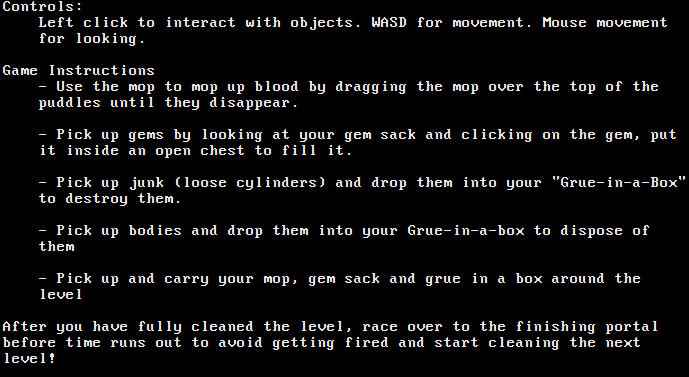 Controls:
Left click to interact with objects. WASD for movement. Mouse movement
for looking.
Game Instructions
- Use the mop to mop up blood by dragging the mop over the top of the
puddles until they disappear.
- Pick up gems by looking at your gem sack and clicking on the gem, put
it inside an open chest to fill it.
- Pick up junk (loose cylinders) and drop them into your "Grue-in-a-Box"
to destroy them.
- Pick up bodies and drop them into your Grue-in-a-box to dispose of
them
- Pick up and carry your mop, gem sack and grue in a box around the
level
After you have fully cleaned the level, race over to the finishing portal
before time runs out to avoid getting fired and start cleaning the next
level!